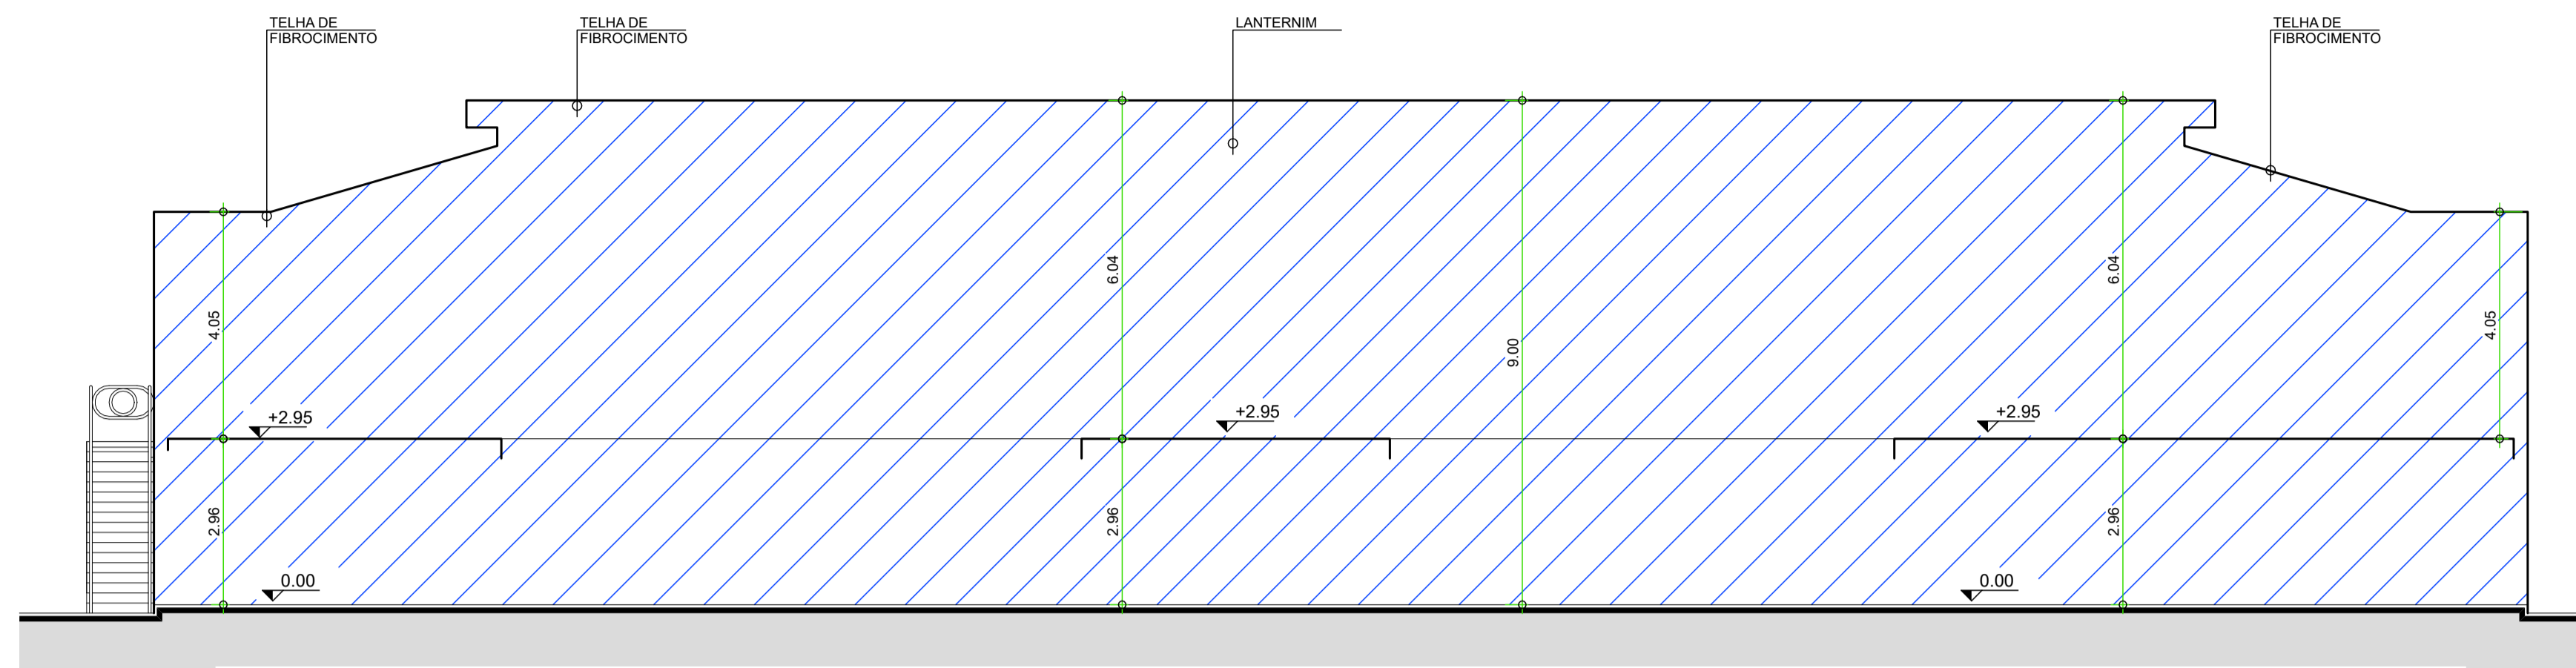 TELHA DE
FIBROCIMENTO
TELHA DE
FIBROCIMENTO
LANTERNIM
TELHA DE
FIBROCIMENTO
6.04
6.04
4.05
4.05
9.00
+2.95
+2.95
+2.95
2.96
2.96
2.96
0.00
0.00